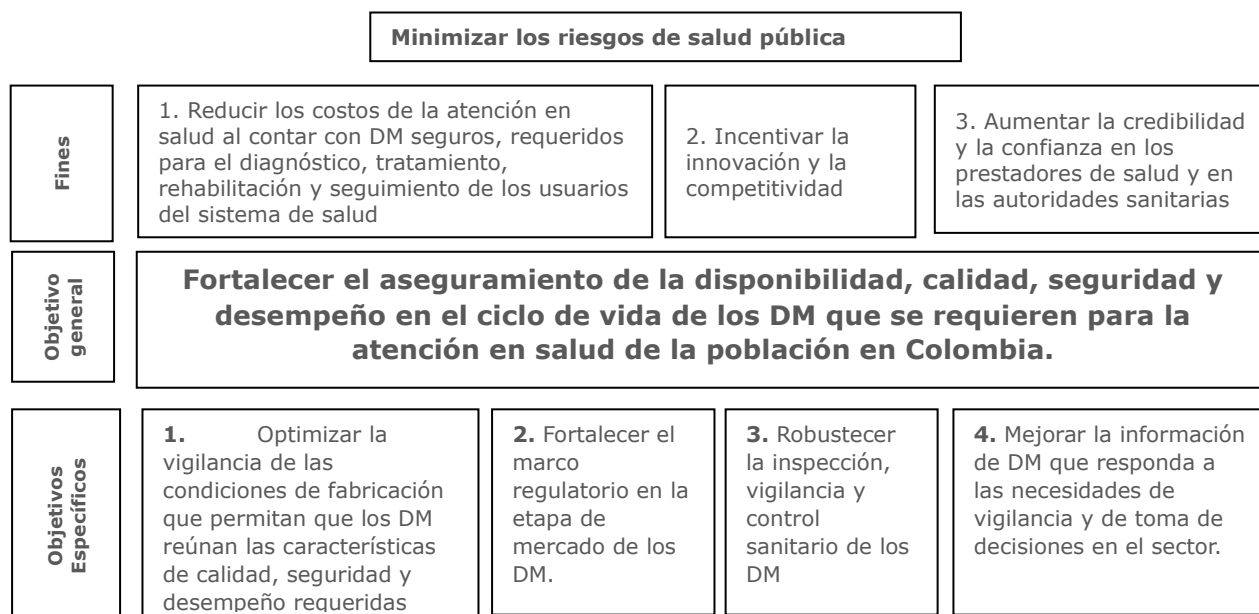 Minimizar los riesgos de salud pública
Fines
1. Reducir los costos de la atención en
salud al contar con DM seguros, requeridos
para el diagnóstico, tratamiento,
rehabilitación y seguimiento de los usuarios
del sistema de salud
2. Incentivar la
innovación y la
competitividad
3. Aumentar la credibilidad
y la confianza en los
prestadores de salud y en
las autoridades sanitarias
Objetivo
general
Fortalecer el aseguramiento de la disponibilidad, calidad, seguridad y
desempeño en el ciclo de vida de los DM que se requieren para la
atención en salud de la población en Colombia.
Objetivos
Específicos
1. Optimizar la
vigilancia de las
condiciones de fabricación
que permitan que los DM
reúnan las características
de calidad, seguridad y
desempeño requeridas
2. Fortalecer el
marco
regulatorio en la
etapa de
mercado de los
DM.
3. Robustecer
la inspección,
vigilancia y
control
sanitario de los
DM
4. Mejorar la información
de DM que responda a
las necesidades de
vigilancia y de toma de
decisiones en el sector.